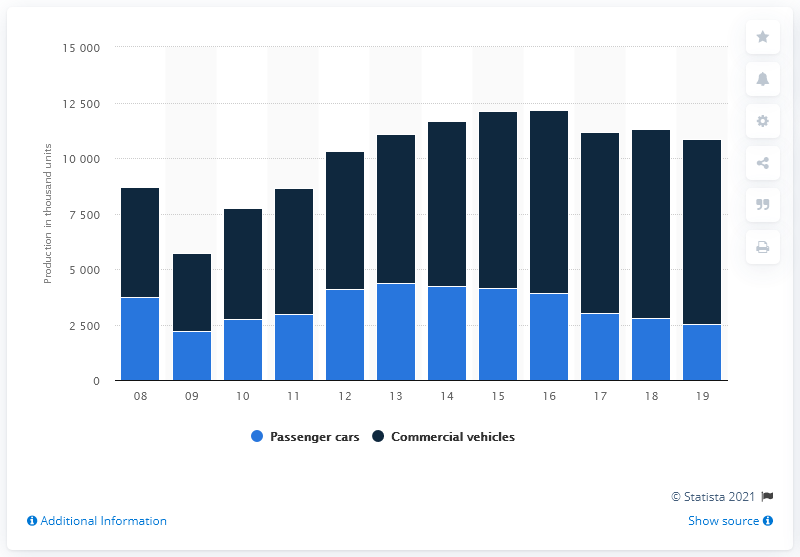 Production in thousand units
15 000
12 500
10 000
7 500
5 000
2 500
0
08 09 10 11 12 13 14 15 16 17 18 19
Passenger cars Commercial vehicles
© Statista 2021
Additional Information Show source